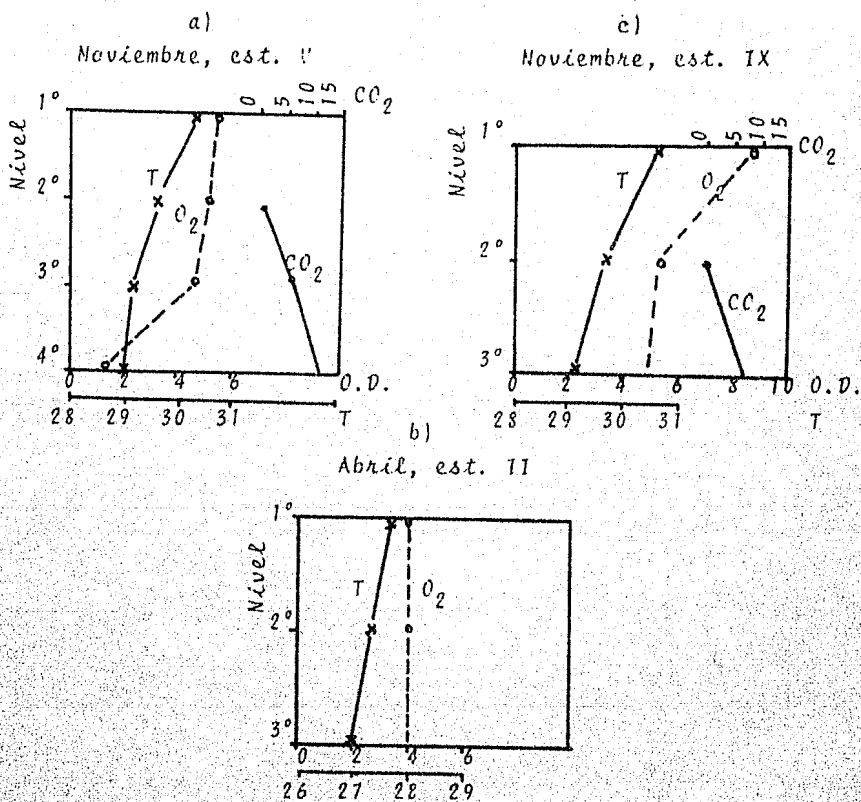 a)
Noviembre, est. V
0 5 10 15 CO2
1°
Nivel
2°
3°
4°
T
O2
CO2
0 2 4 6 O.D.
28 29 30 31 T
c)
Noviembre, est. IX
0 5 10 15 CO2
1°
Nivel
2°
3°
T
O2
CO2
0 2 4 6 8 10 O.D.
28 29 30 31 T
b)
Abril, est. II
1°
Nivel
2°
3°
T
O2
0 2 4 6
26 27 28 29